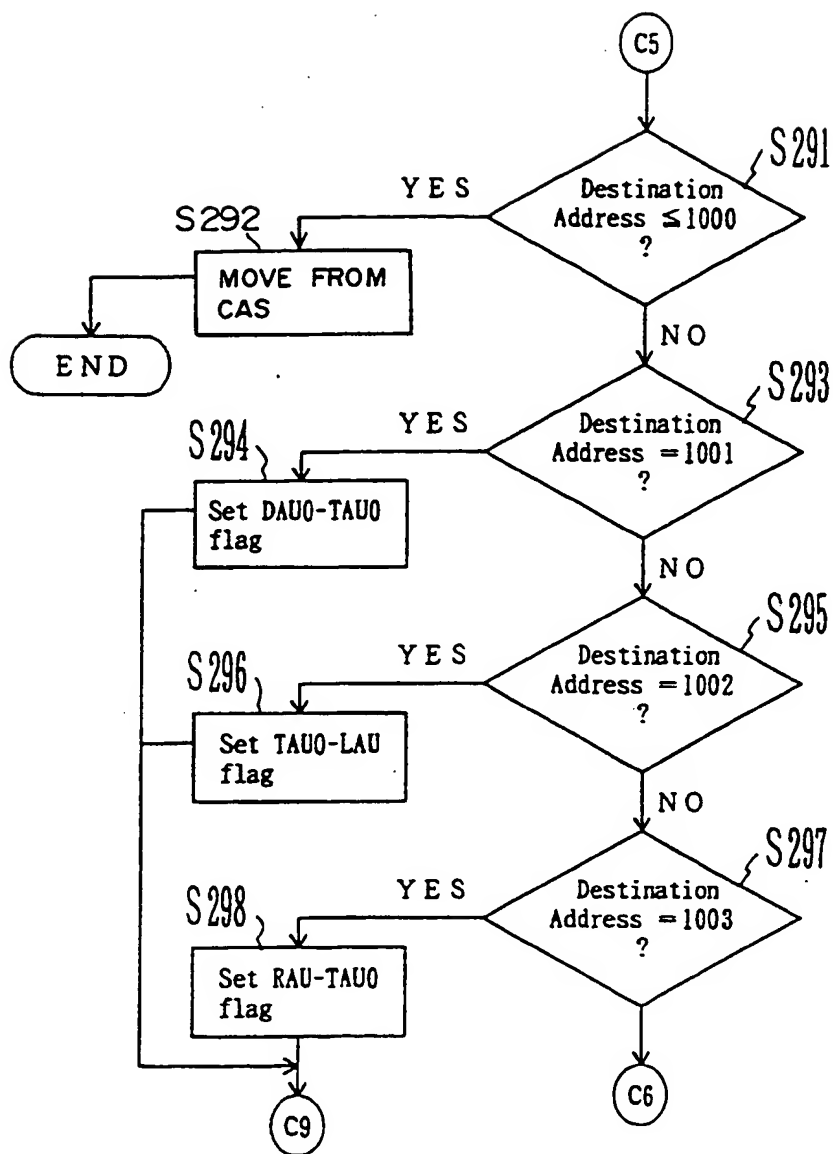 C5
S291
Destination
Address ≦1000
?
YES
S292
MOVE FROM
CAS
END
NO
S293
Destination
Address =1001
?
YES
S294
Set DAU0-TAU0
flag
NO
S295
Destination
Address =1002
?
YES
S296
Set TAU0-LAU
flag
NO
S297
Destination
Address =1003
?
YES
S298
Set RAU-TAU0
flag
C9
C6